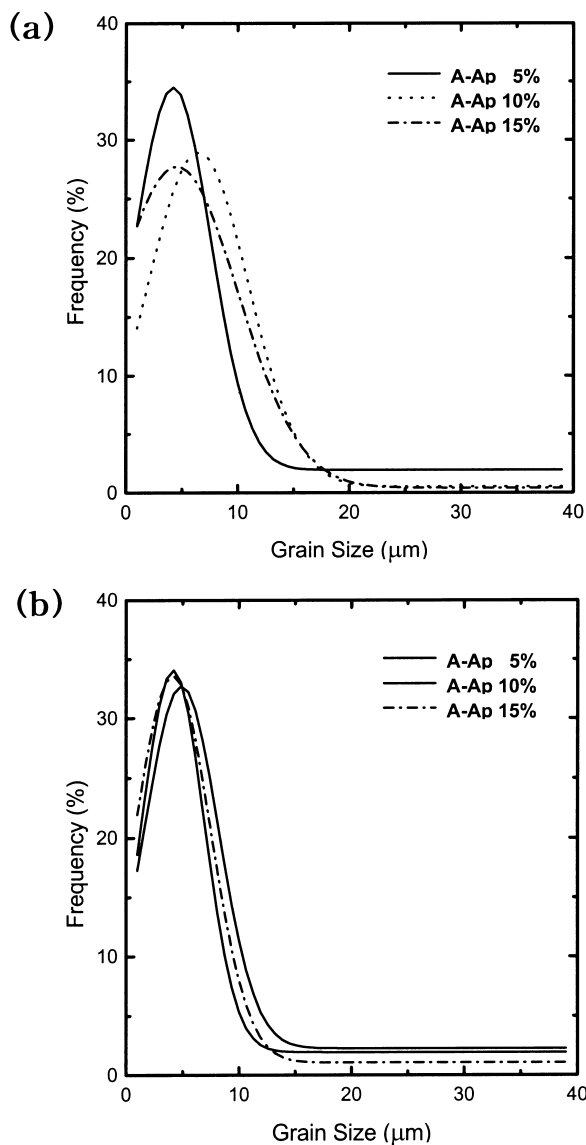 (a)
40
30
20
10
0
Frequency (%)
A-Ap 5%
A-Ap 10%
A-Ap 15%
0 10 20 30 40
Grain Size (μm)
(b)
40
30
20
10
0
Frequency (%)
A-Ap 5%
A-Ap 10%
A-Ap 15%
0 10 20 30 40
Grain Size (μm)